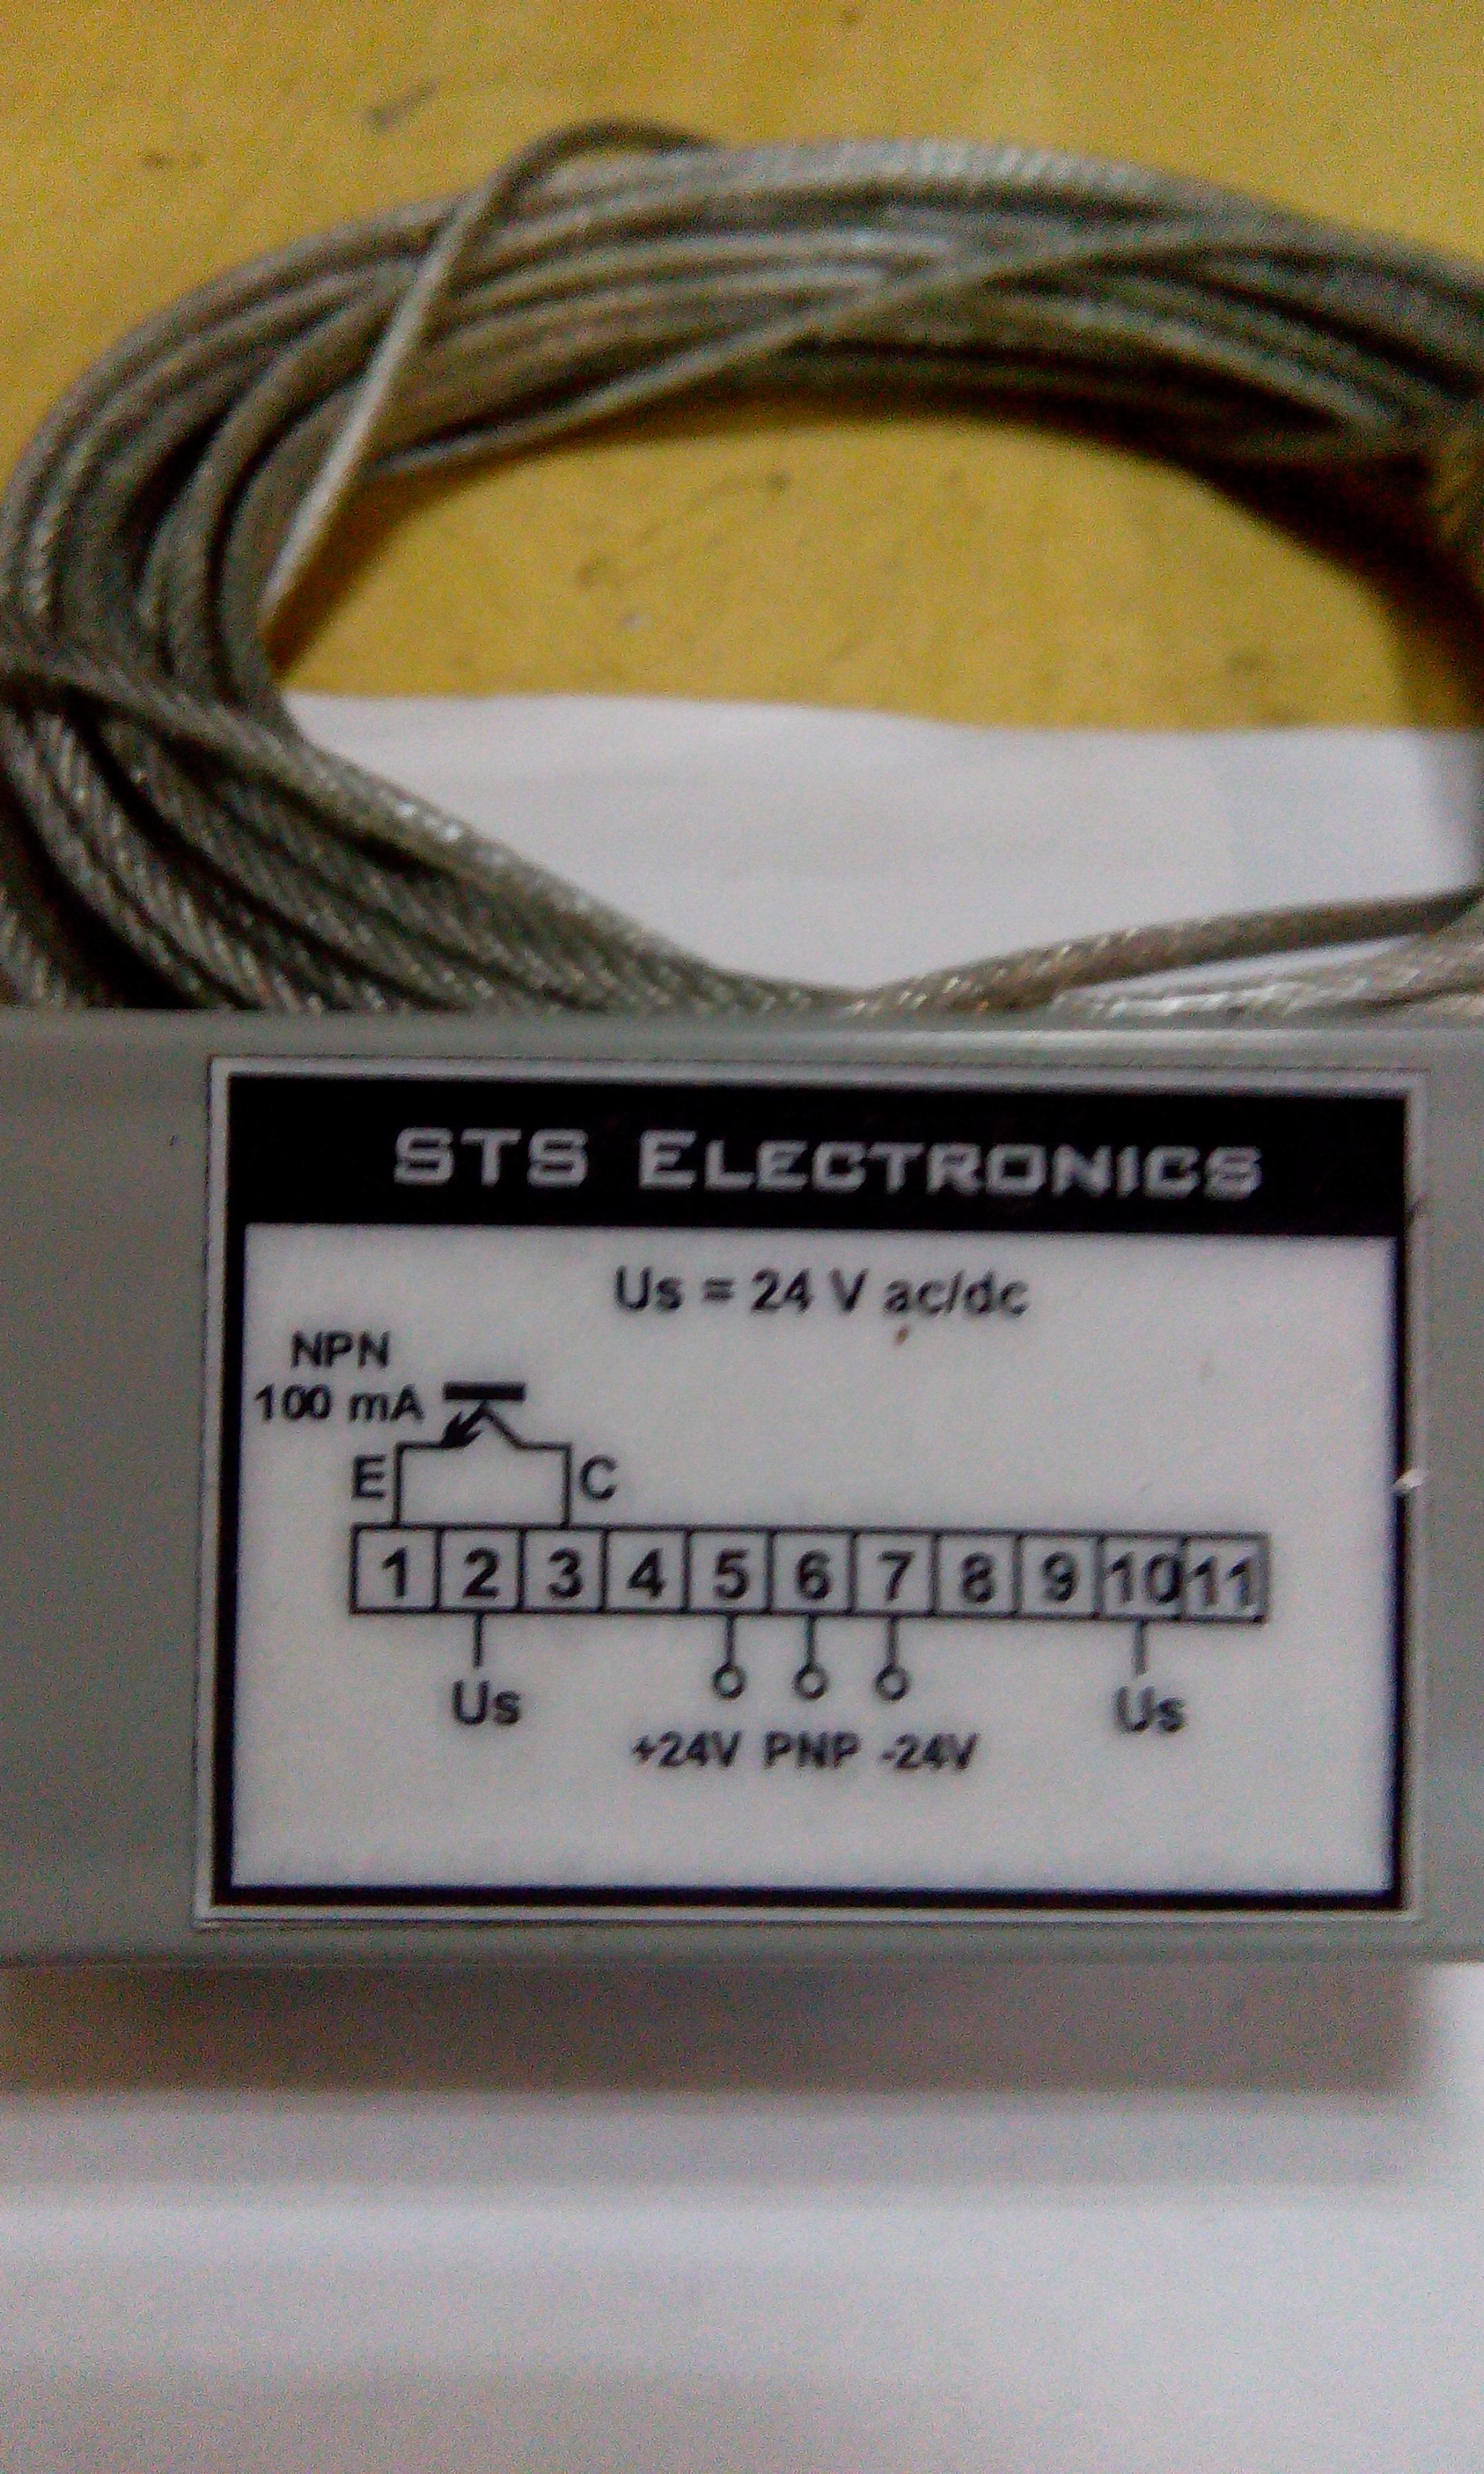 STS ELECTRONICS
Us = 24 V ac/dc
NPN
100 mA
E C
1 2 3 4 5 6 7 8 9 10 11
Us Us
+24V PNP -24V